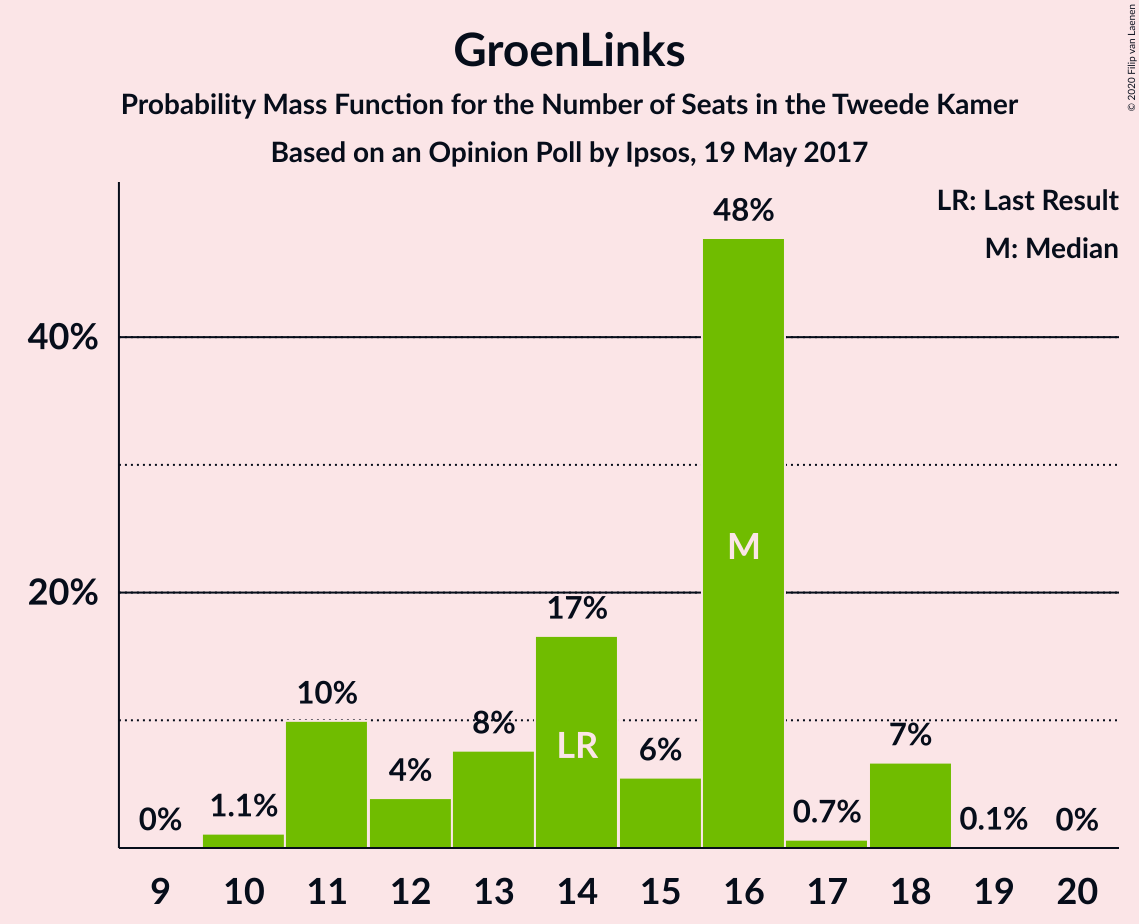 GroenLinks
Probability Mass Function for the Number of Seats in the Tweede Kamer
Based on an Opinion Poll by Ipsos, 19 May 2017
© 2020 Filip van Laenen
LR: Last Result
M: Median
40%
20%
0%
1.1%
10%
4%
8%
17%
6%
48%
0.7%
7%
0.1%
0%
LR
M
9 10 11 12 13 14 15 16 17 18 19 20